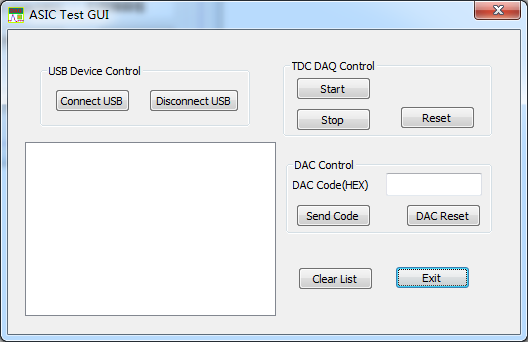 ASIC Test GUI
USB Device Control
Connect USB
Disconnect USB
TDC DAQ Control
Start
Stop
Reset
DAC Control
DAC Code(HEX)
Send Code
DAC Reset
Clear List
Exit